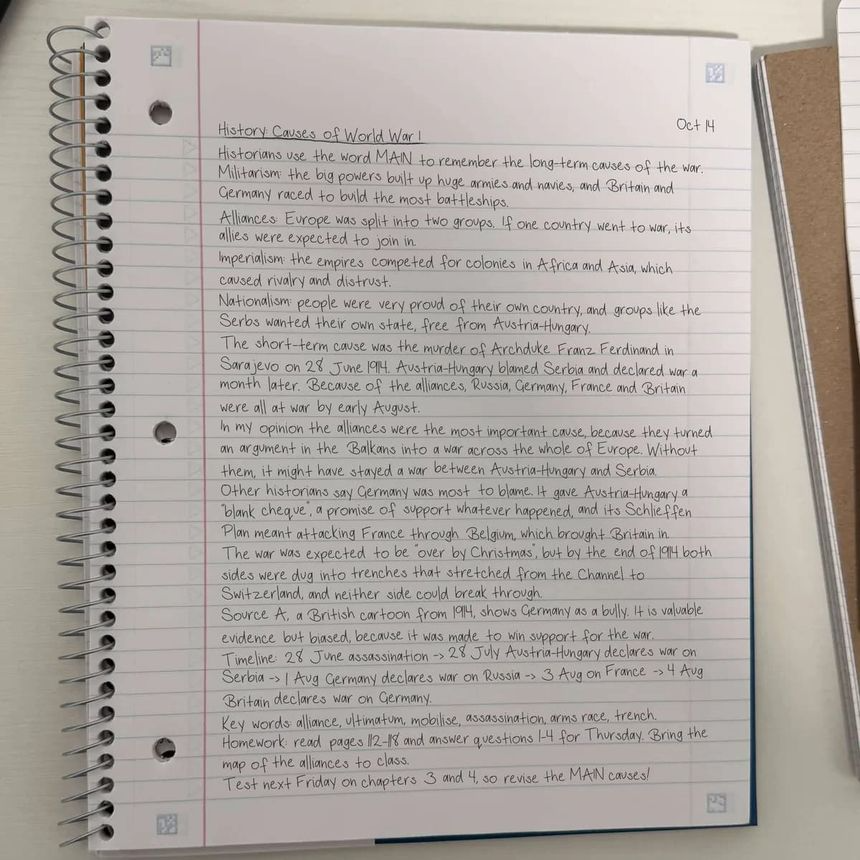 History: Causes of World War 1
Oct 14
Historians use the word MAIN to remember the long-term causes of the war.
Militarism: the big powers built up huge armies and navies, and Britain and
Germany raced to build the most battleships.
Alliances: Europe was split into two groups. If one country went to war, its
allies were expected to join in.
Imperialism: the empires competed for colonies in Africa and Asia, which
caused rivalry and distrust.
Nationalism: people were very proud of their own country, and groups like the
Serbs wanted their own state, free from Austria-Hungary.
The short-term cause was the murder of Archduke Franz Ferdinand in
Sarajevo on 28 June 1914. Austria-Hungary blamed Serbia and declared war a
month later. Because of the alliances, Russia, Germany, France and Britain
were all at war by early August.
In my opinion the alliances were the most important cause, because they turned
an argument in the Balkans into a war across the whole of Europe. Without
them, it might have stayed a war between Austria-Hungary and Serbia.
Other historians say Germany was most to blame. It gave Austria-Hungary a
"blank cheque", a promise of support whatever happened, and its Schlieffen
Plan meant attacking France through Belgium, which brought Britain in.
The war was expected to be "over by Christmas", but by the end of 1914 both
sides were dug into trenches that stretched from the Channel to
Switzerland, and neither side could break through.
Source A, a British cartoon from 1914, shows Germany as a bully. It is valuable
evidence but biased, because it was made to win support for the war.
Timeline: 28 June assassination -> 28 July Austria-Hungary declares war on
Serbia -> 1 Aug Germany declares war on Russia -> 3 Aug on France -> 4 Aug
Britain declares war on Germany.
Key words: alliance, ultimatum, mobilise, assassination, arms race, trench.
Homework: read pages 112-118 and answer questions 1-4 for Thursday. Bring the
map of the alliances to class.
Test next Friday on chapters 3 and 4, so revise the MAIN causes!